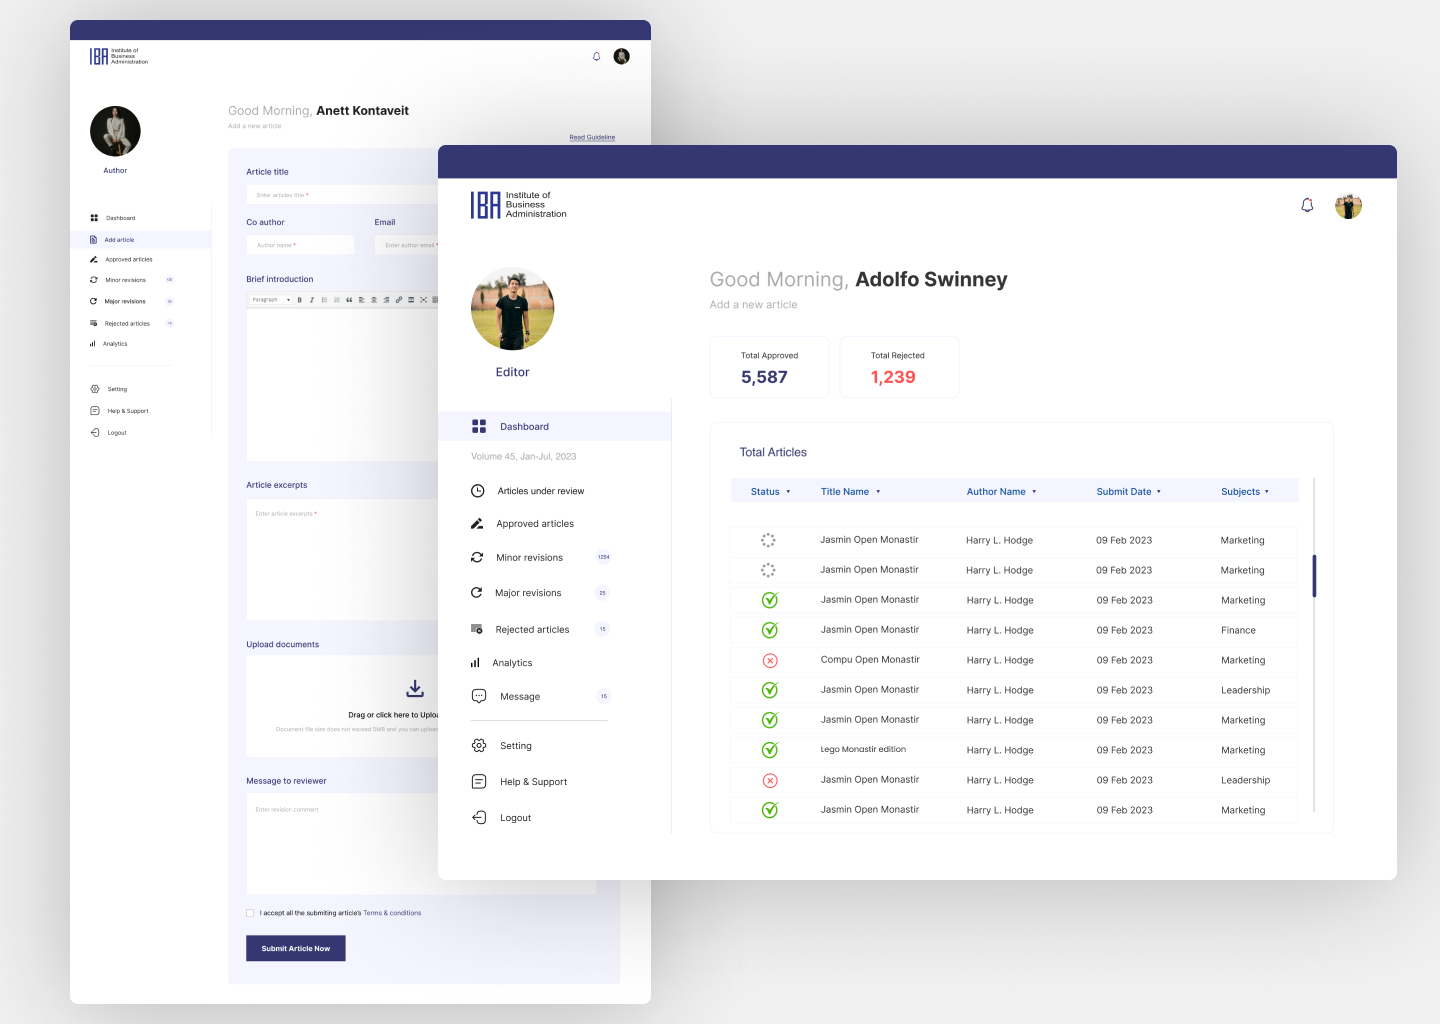 IBA Institute of
Business
Administration
Good Morning, Anett Kontaveit
Add a new article
Read Guideline
Author
Dashboard
Add article
Approved articles
Minor revisions
Major revisions
Rejected articles
Analytics
Setting
Help & Support
Logout
Article title
Enter articles title *
Co author
Email
Author name *
Enter author email *
Brief introduction
Paragraph
Article excerpts
Enter article excerpts *
Upload documents
Drag or click here to
Document file size does not exceed 5MB and you can
Message to reviewer
Enter revision comment
I accept all the submiting article's Terms & conditions
Submit Article Now
IBA Institute of
Business
Administration
Good Morning, Adolfo Swinney
Add a new article
Editor
Dashboard
Volume 45, Jan-Jul, 2023
Articles under review
Approved articles
Minor revisions 1254
Major revisions 25
Rejected articles 15
Analytics
Message 15
Setting
Help & Support
Logout
Total Approved
5,587
Total Rejected
1,239
Total Articles
Status Title Name Author Name Submit Date Subjects
Jasmin Open Monastir Harry L. Hodge 09 Feb 2023 Marketing
Jasmin Open Monastir Harry L. Hodge 09 Feb 2023 Marketing
Jasmin Open Monastir Harry L. Hodge 09 Feb 2023 Marketing
Jasmin Open Monastir Harry L. Hodge 09 Feb 2023 Finance
Compu Open Monastir Harry L. Hodge 09 Feb 2023 Marketing
Jasmin Open Monastir Harry L. Hodge 09 Feb 2023 Leadership
Jasmin Open Monastir Harry L. Hodge 09 Feb 2023 Marketing
Lego Monastir edition Harry L. Hodge 09 Feb 2023 Marketing
Jasmin Open Monastir Harry L. Hodge 09 Feb 2023 Leadership
Jasmin Open Monastir Harry L. Hodge 09 Feb 2023 Marketing